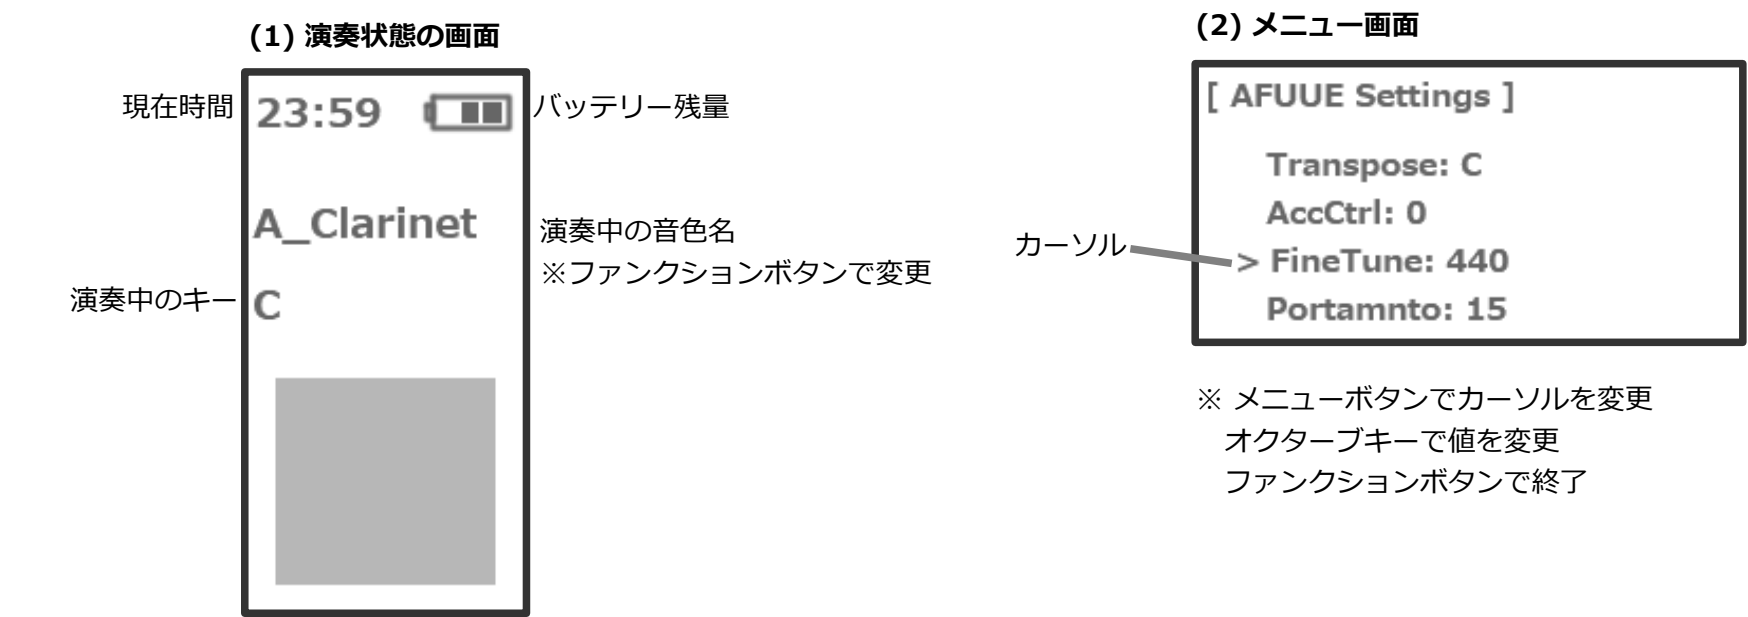 (1) 演奏状態の画面
現在時間
23:59
バッテリー残量
A_Clarinet
演奏中の音色名
※ファンクションボタンで変更
演奏中のキー
C
(2) メニュー画面
[ AFUUE Settings ]
Transpose: C
AccCtrl: 0
カーソル
> FineTune: 440
Portamnto: 15
※ メニューボタンでカーソルを変更
オクターブキーで値を変更
ファンクションボタンで終了